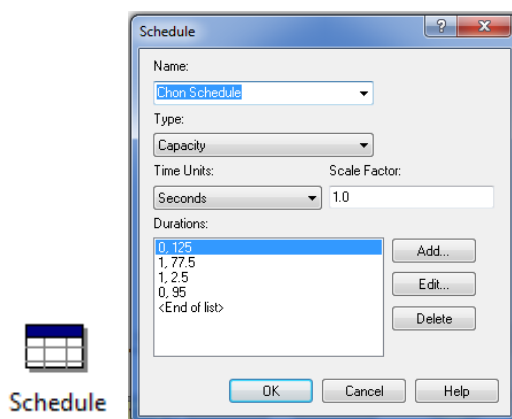 Schedule
Name:
Chon Schedule
Type:
Capacity
Time Units: Scale Factor:
Seconds 1.0
Durations:
0, 125
1, 77.5
1, 2.5
0, 95
<End of list>
Add...
Edit...
Delete
OK Cancel Help
Schedule